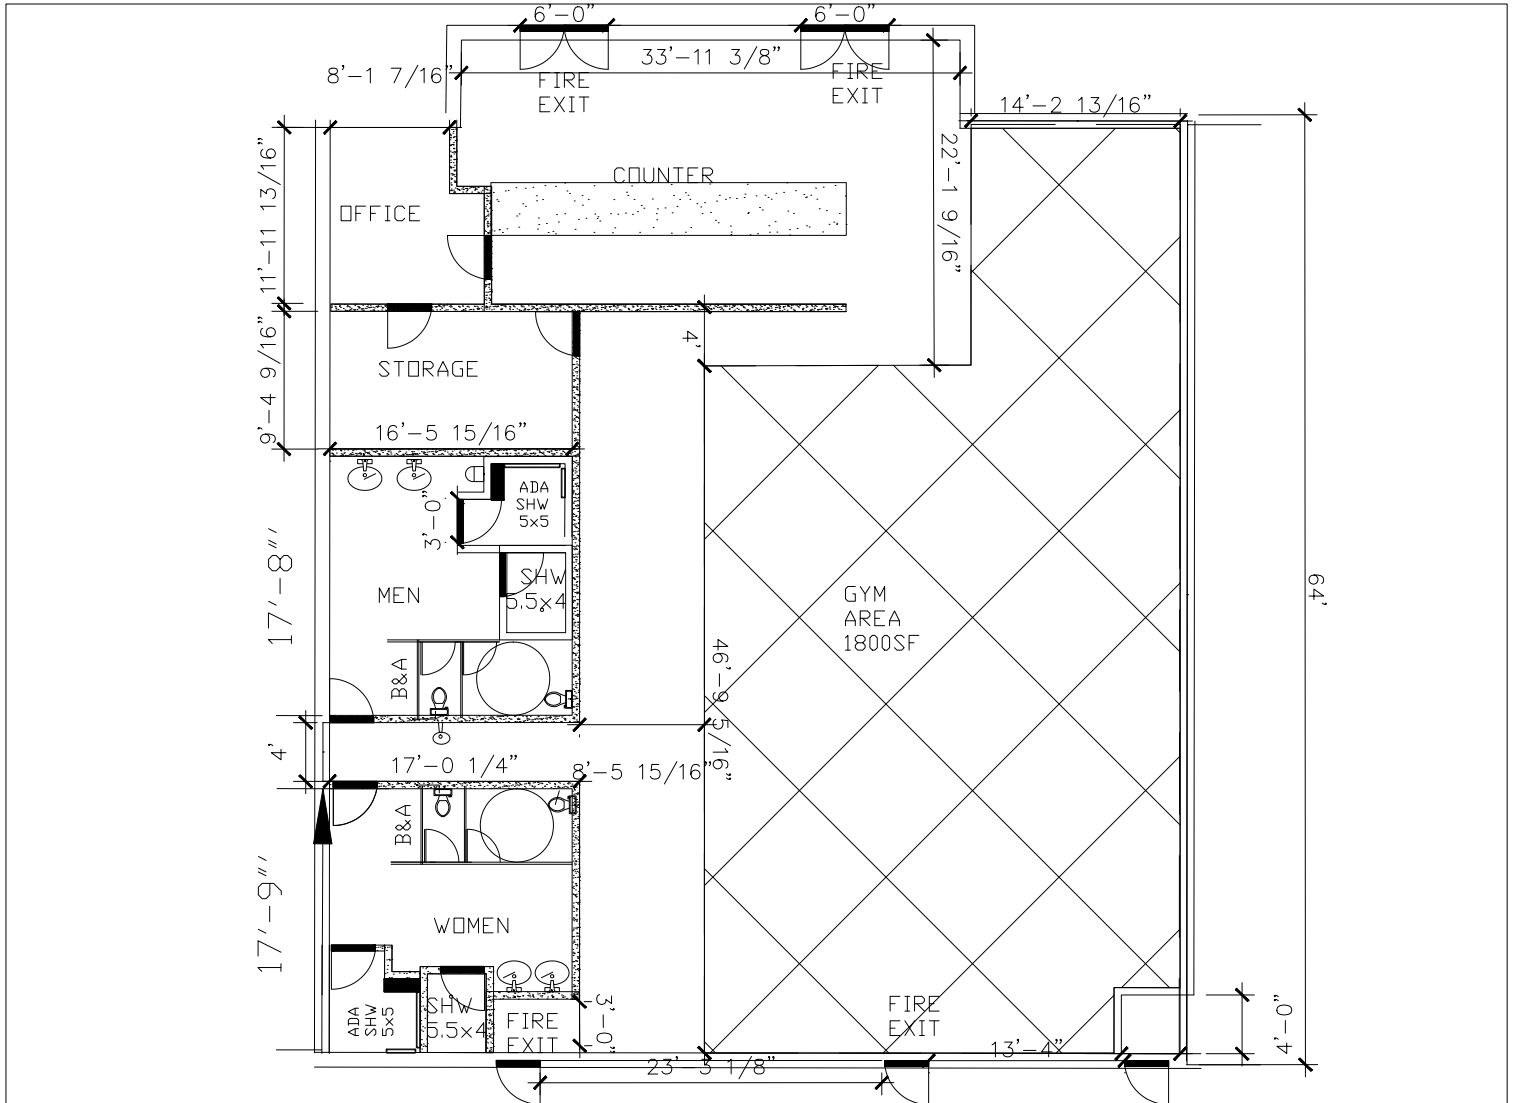 6'-0"
6'-0"
8'-1 7/16"
33'-11 3/8"
FIRE
EXIT
FIRE
EXIT
14'-2 13/16"
11'-11 13/16"
22'-1 9/16"
COUNTER
OFFICE
9'-4 9/16"
4'
STORAGE
16'-5 15/16"
ADA
SHW
5x5
3'-0"
17'-8"'
SHW
5.5x4
MEN
GYM
AREA
1800SF
64'
B&A
46'-9 5/16"
4'
17'-0 1/4"
8'-5 15/16"
B&A
17'-9"'
WOMEN
ADA
SHW
5x5
SHW
5.5x4
FIRE
EXIT
3'-0"
FIRE
EXIT
13'-4"
4'-0"
23'-3 1/8"